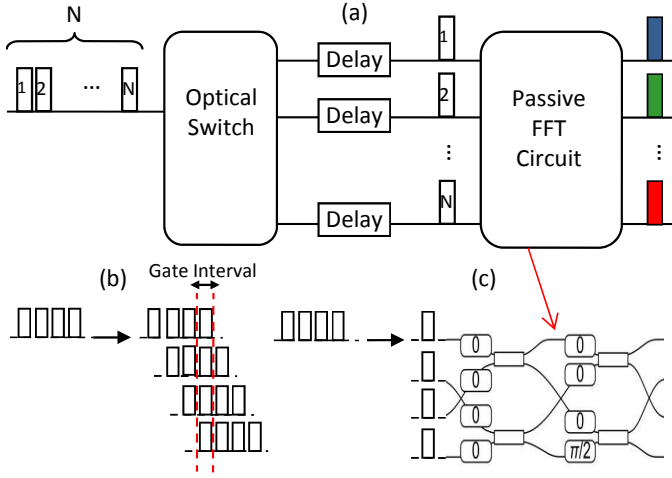 (a)
N
1 2 ... N
Optical
Switch
Delay
Delay
Delay
1
2
N
Passive
FFT
Circuit
(b)
Gate Interval
(c)
0
0
0
0
0
0
0
π/2